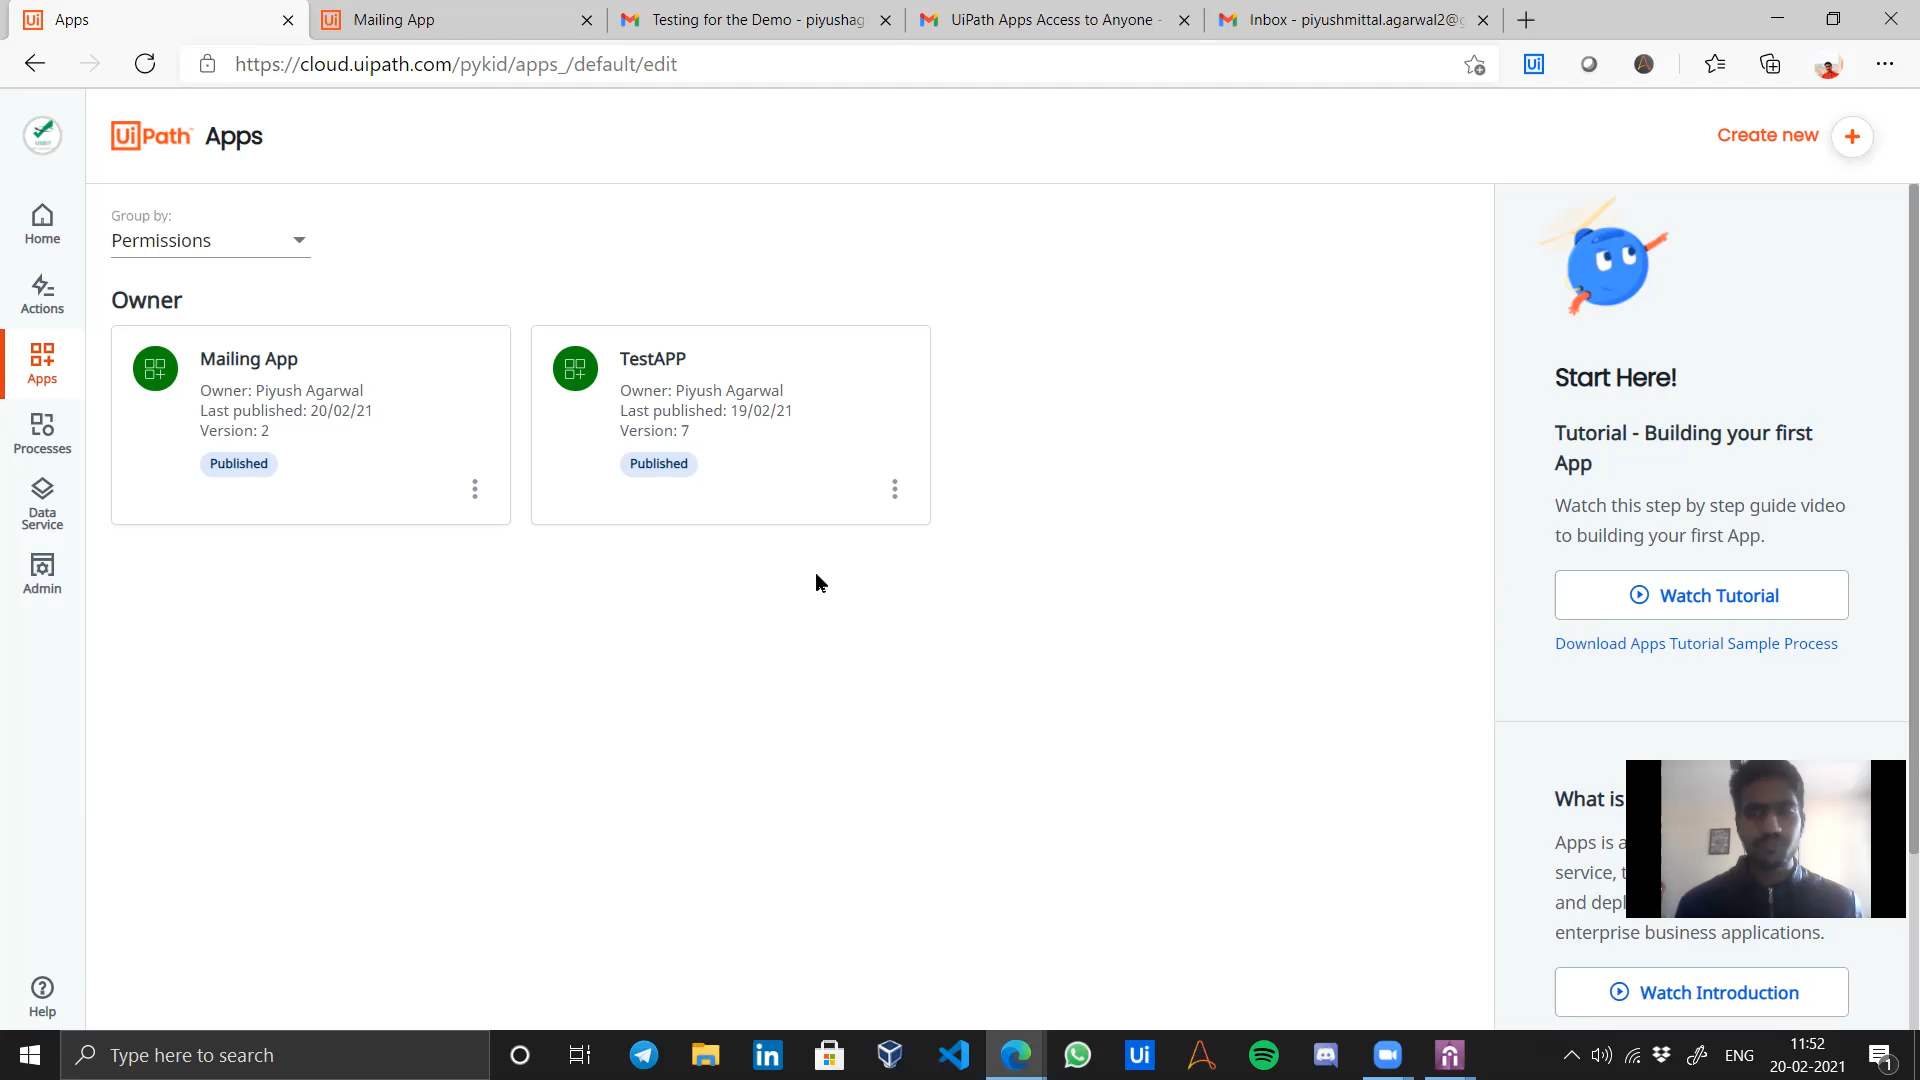 Apps
Mailing App
Testing for the Demo - piyushag
UiPath Apps Access to Anyone -
Inbox - piyushmittal.agarwal2@g
https://cloud.uipath.com/pykid/apps_/default/edit
UiPath Apps
Create new
Home
Actions
Apps
Processes
Data
Service
Admin
Help
Group by:
Permissions
Owner
Mailing App
Owner: Piyush Agarwal
Last published: 20/02/21
Version: 2
Published
TestAPP
Owner: Piyush Agarwal
Last published: 19/02/21
Version: 7
Published
Start Here!
Tutorial - Building your first
App
Watch this step by step guide video
to building your first App.
Watch Tutorial
Download Apps Tutorial Sample Process
What is
Apps is a
service, t
and depl
enterprise business applications.
Watch Introduction
Type here to search
ENG
11:52
20-02-2021
1